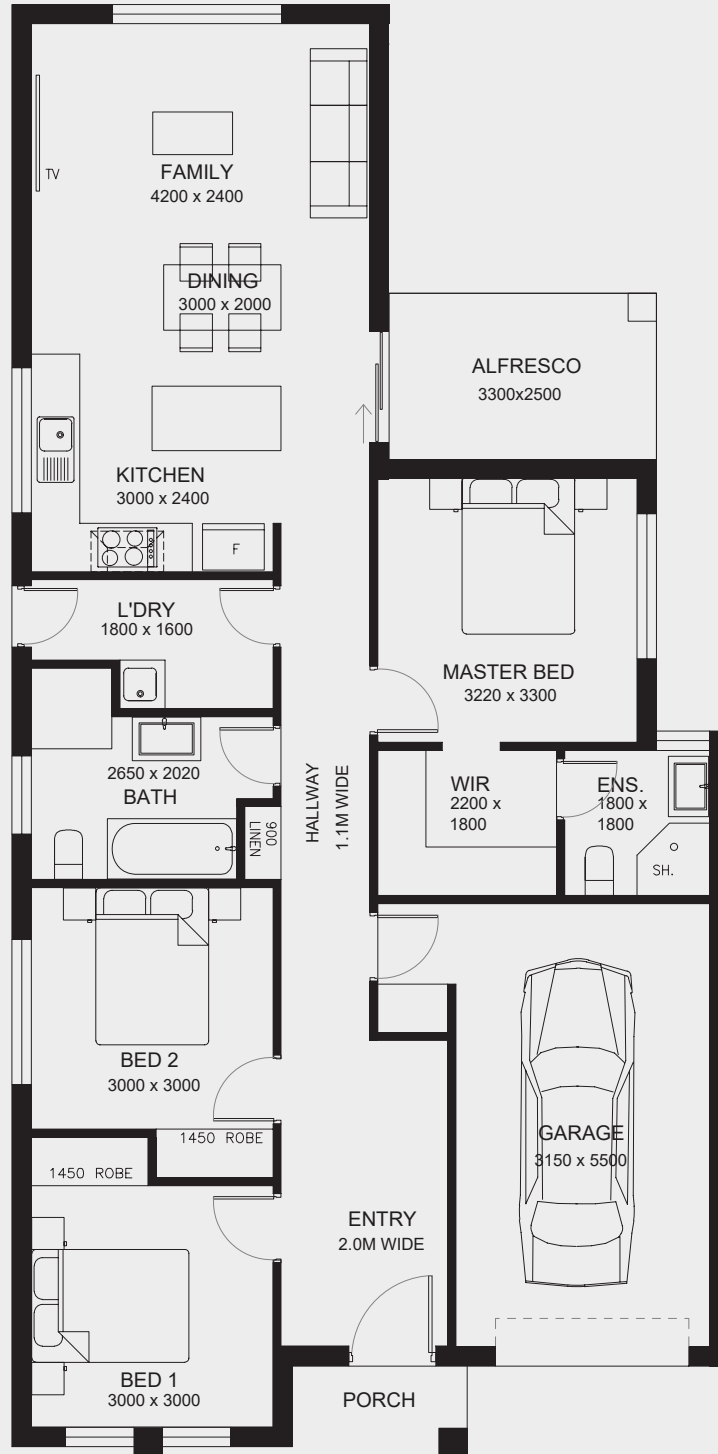 TV
FAMILY
4200 x 2400
DINING
3000 x 2000
ALFRESCO
3300x2500
KITCHEN
3000 x 2400
F
L'DRY
1800 x 1600
MASTER BED
3220 x 3300
2650 x 2020
BATH
900
LINEN
HALLWAY
1.1M WIDE
WIR
2200 x
1800
ENS.
1800 x
1800
SH.
BED 2
3000 x 3000
1450 ROBE
1450 ROBE
GARAGE
3150 x 5500
ENTRY
2.0M WIDE
BED 1
3000 x 3000
PORCH